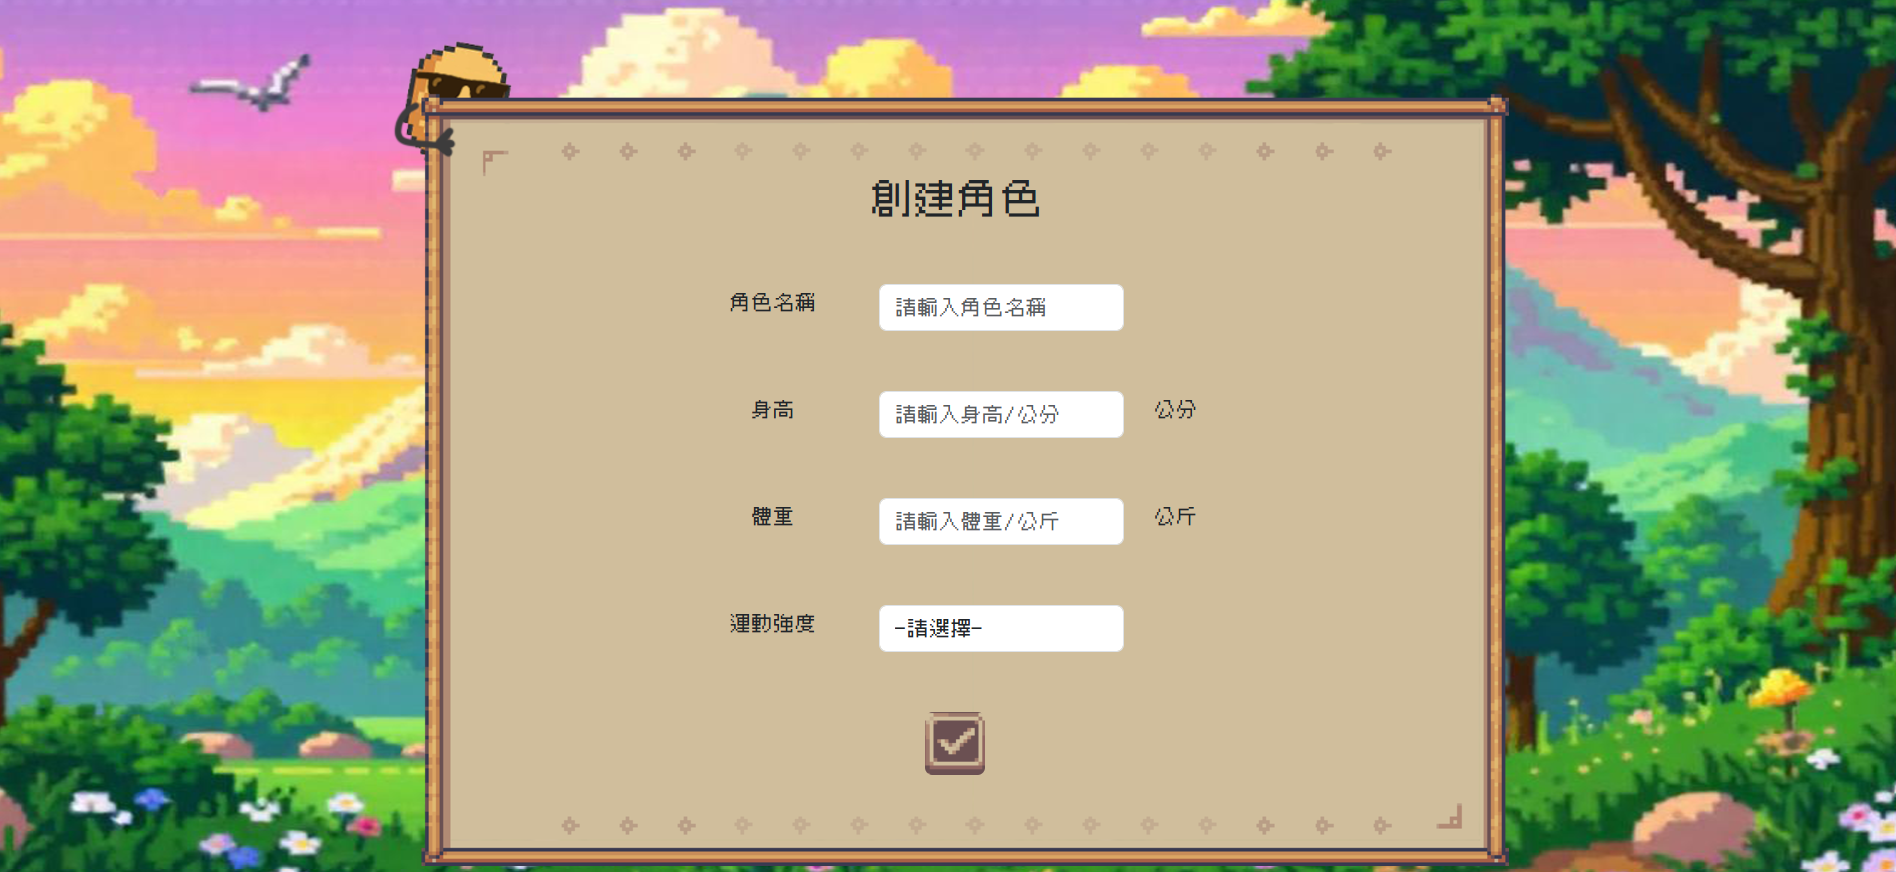 創建角色
角色名稱 請輸入角色名稱
身高 請輸入身高/公分 公分
體重 請輸入體重/公斤 公斤
運動強度 -請選擇-